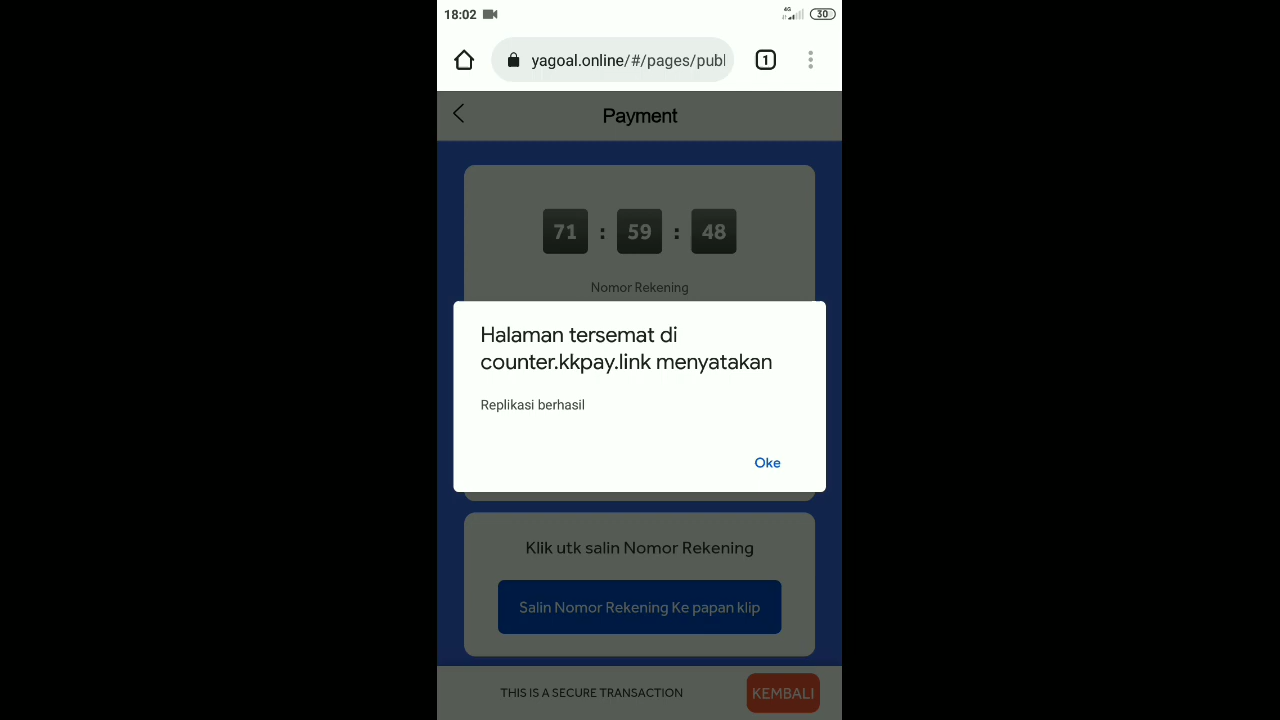 18:02
4G
30
yagoal.online/#/pages/publ
1
Payment
71 : 59 : 48
Nomor Rekening
Halaman tersemat di
counter.kkpay.link menyatakan
Replikasi berhasil
Oke
Klik utk salin Nomor Rekening
Salin Nomor Rekening Ke papan klip
THIS IS A SECURE TRANSACTION
KEMBALI